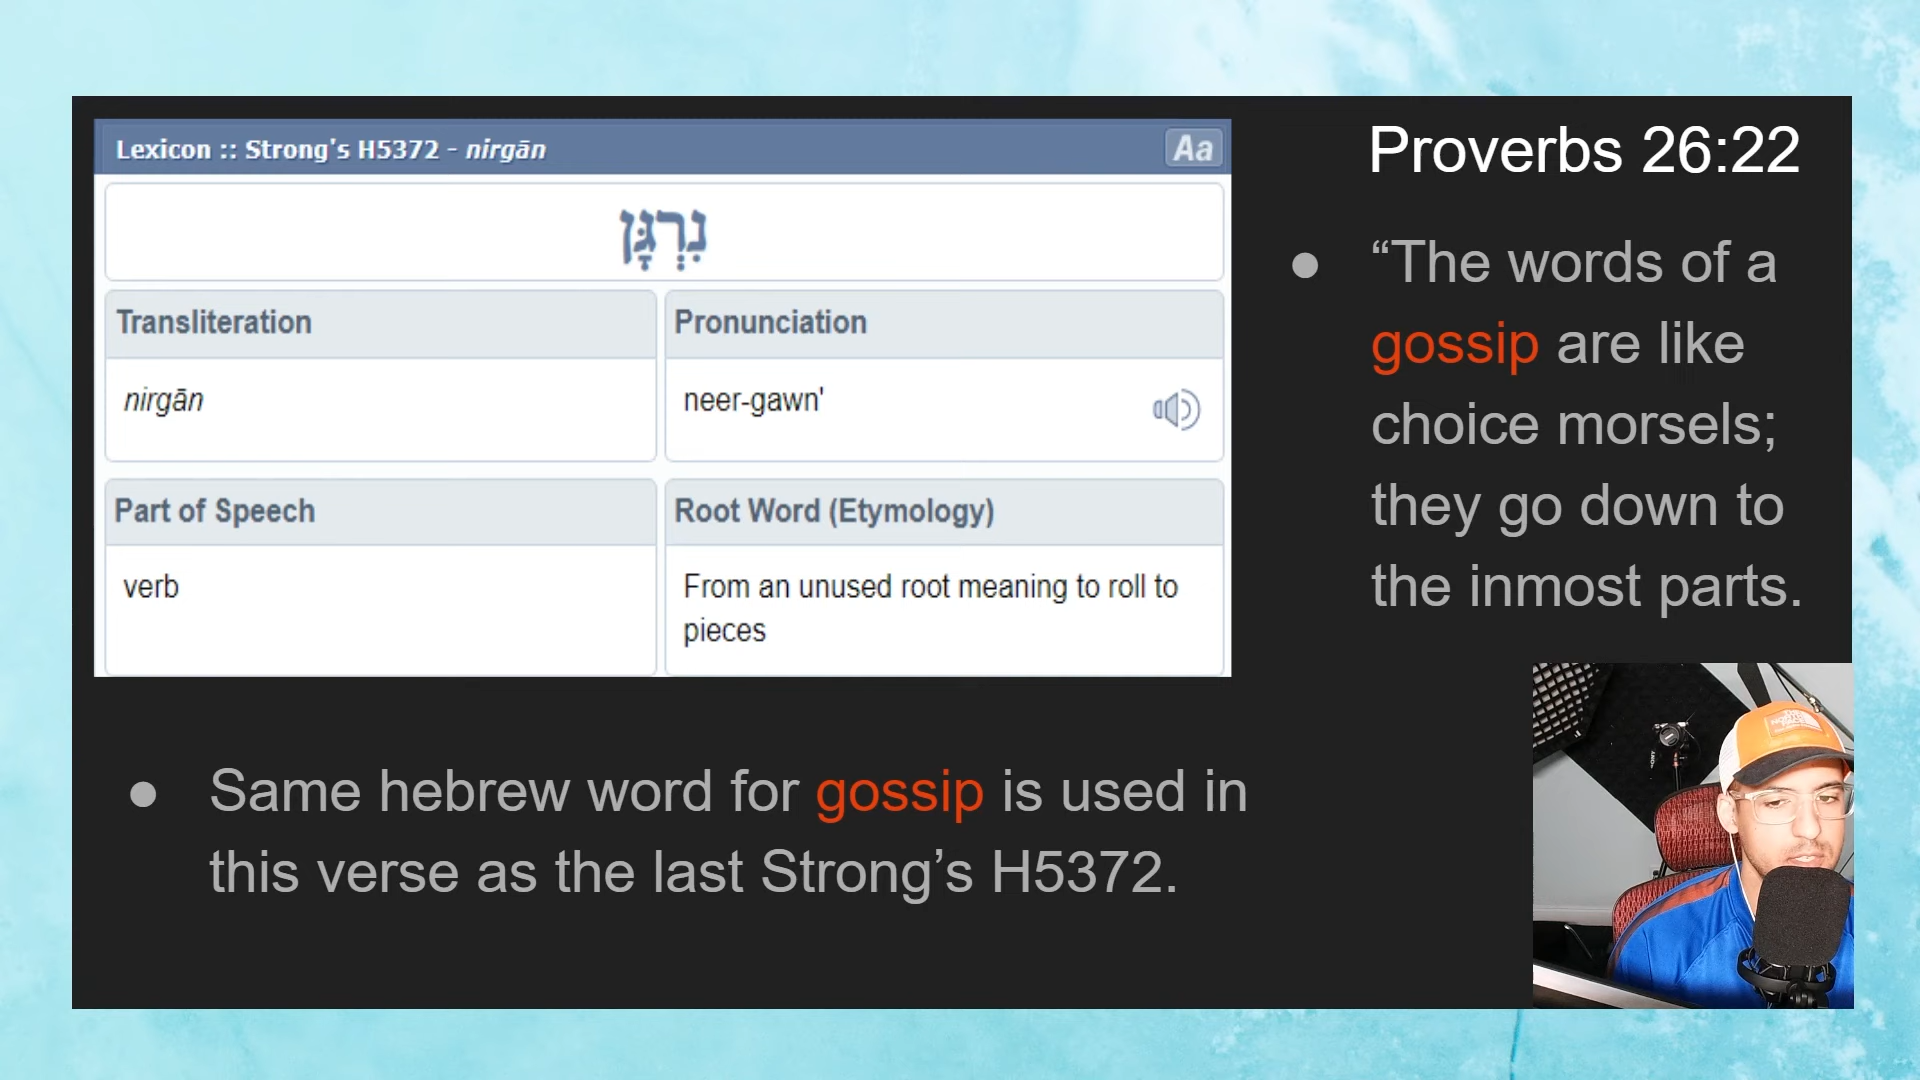 Lexicon :: Strong's H5372 - nirgān
Aa
נִרְגָּן
Transliteration
nirgān
Pronunciation
neer-gawn'
Part of Speech
verb
Root Word (Etymology)
From an unused root meaning to roll to
pieces
Proverbs 26:22
● “The words of a
gossip are like
choice morsels;
they go down to
the inmost parts.
● Same hebrew word for gossip is used in
this verse as the last Strong’s H5372.